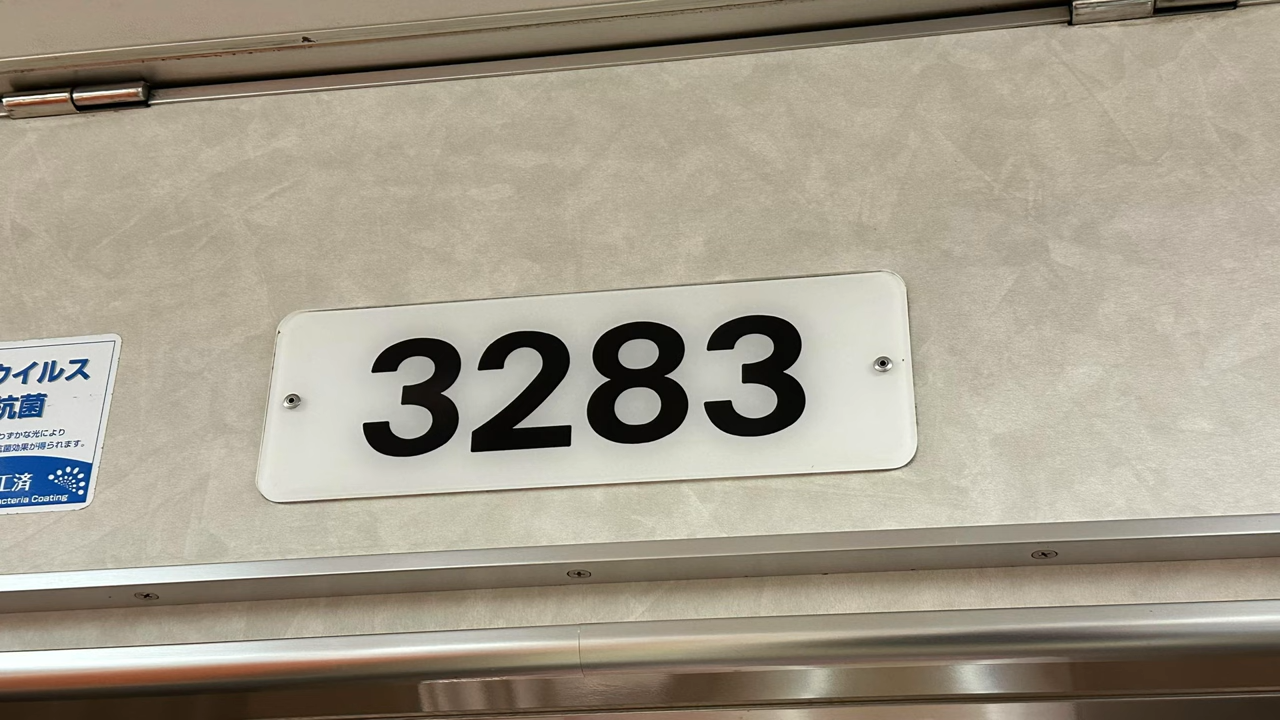 ウイルス
抗菌
わずかな光により
菌効果が得られます。
工済
acteria Coating
3283